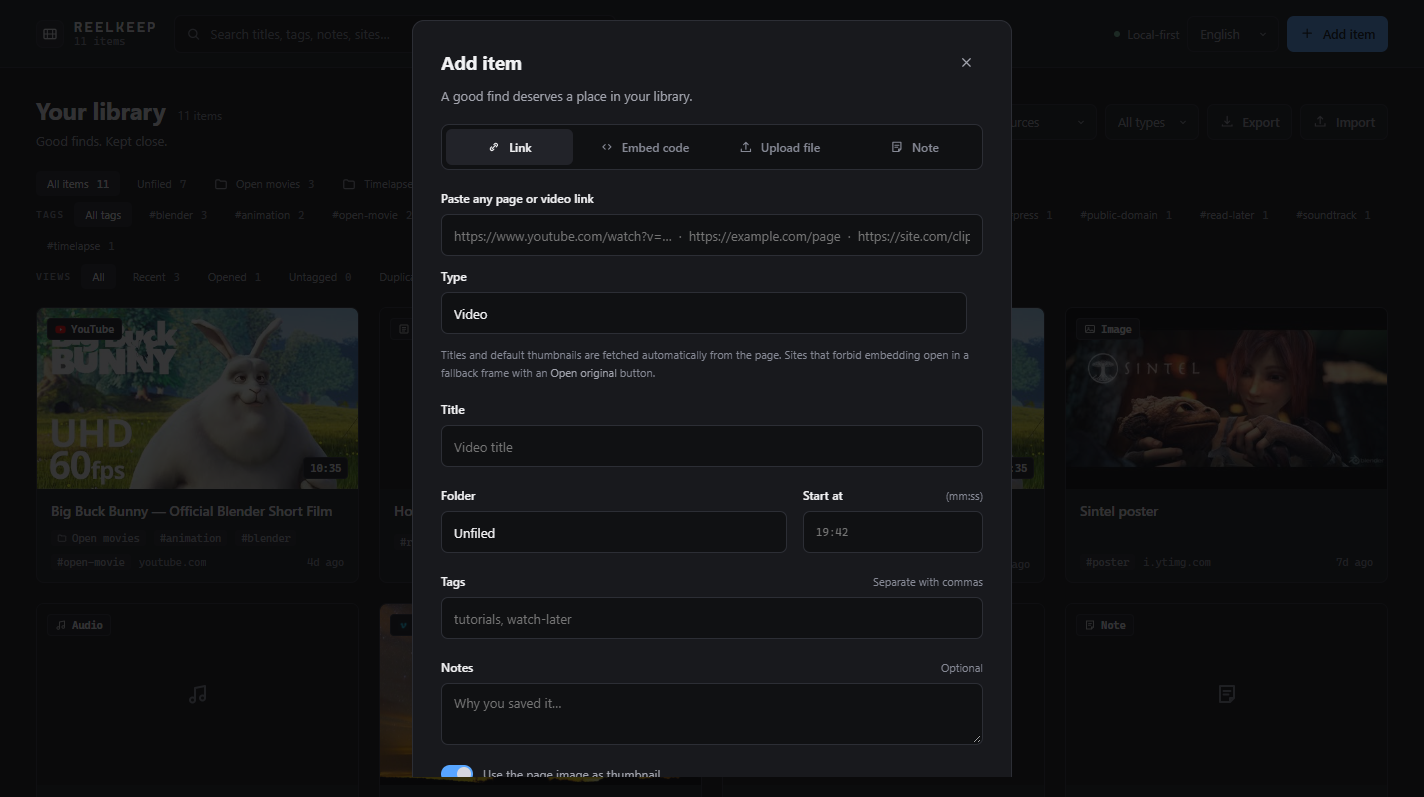 REELKEEP
11 items
Search titles, tags, notes, sites...
Local-first
English
Add item
Your library 11 items
Good finds. Kept close.
All types
Export
Import
All items 11
Unfiled 7
Open movies 3
Timelapse
TAGS
All tags
#blender 3
#animation 2
#open-movie 2
#public-domain 1
#read-later 1
#soundtrack 1
#timelapse 1
VIEWS
All
Recent 3
Opened 1
Untagged 0
Add item
A good find deserves a place in your library.
Link
Embed code
Upload file
Note
Paste any page or video link
https://www.youtube.com/watch?v=... · https://example.com/page · https://site.com/clip
Type
Video
Titles and default thumbnails are fetched automatically from the page. Sites that forbid embedding open in a
fallback frame with an Open original button.
Title
Video title
Folder
Unfiled
Start at (mm:ss)
19:42
Tags
Separate with commas
tutorials, watch-later
Notes
Optional
Why you saved it...
Use the page image as thumbnail
YouTube
Big Buck
BUNNY
UHD
60fps
10:35
Big Buck Bunny — Official Blender Short Film
Open movies
#animation
#blender
#open-movie
youtube.com
4d ago
Image
SINTEL
Sintel poster
#poster
i.ytimg.com
7d ago
Audio
Note